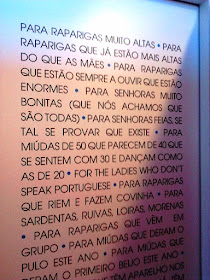 PARA RAPARIGAS MUITO ALTAS • PARA
RAPARIGAS QUE JÁ ESTÃO MAIS ALTAS
DO QUE AS MÃES • PARA RAPARIGAS
QUE ESTÃO SEMPRE A OUVIR QUE ESTÃO
ENORMES • PARA SENHORAS MUITO
BONITAS (QUE NÓS ACHAMOS QUE
SÃO TODAS) • PARA SENHORAS FEIAS, SE
TAL SE PROVAR QUE EXISTE • PARA
MIÚDAS DE 50 QUE PARECEM DE 40 QUE
SE SENTEM COM 30 E DANÇAM COMO
AS DE 20 • FOR THE LADIES WHO DON'T
SPEAK PORTUGUESE • PARA RAPARIGAS
QUE RIEM E FAZEM COVINHA • PARA
SARDENTAS, RUIVAS, LOIRAS, MORENAS
• PARA RAPARIGAS QUE VÊM EM
GRUPO • PARA MIÚDAS QUE DERAM O
PULO ESTE ANO • PARA MIÚDAS QUE
DERAM O PRIMEIRO BEIJO ESTE ANO •
APARELHO NOS